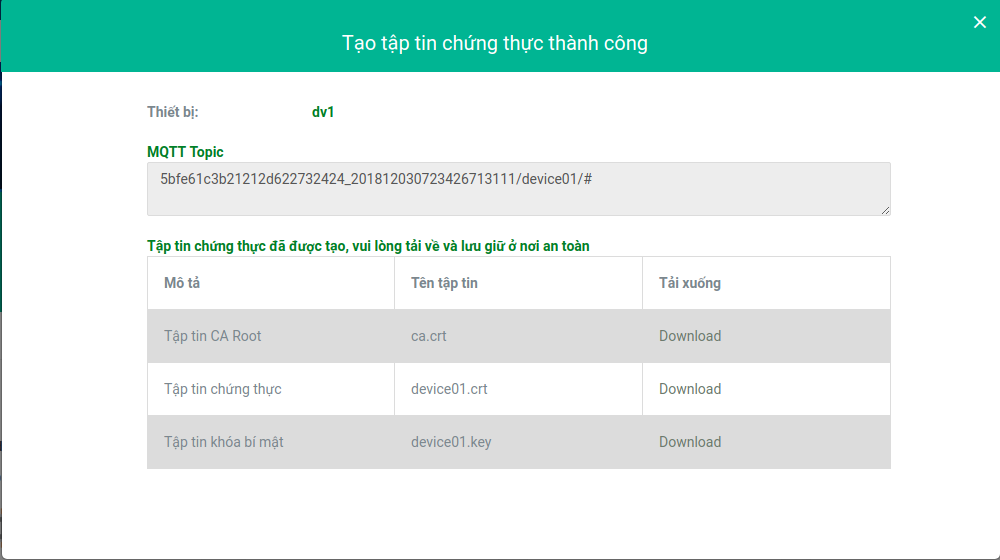 Tạo tập tin chứng thực thành công
Thiết bị: dv1
MQTT Topic
5bfe61c3b21212d622732424_201812030723426713111/device01/#
Tập tin chứng thực đã được tạo, vui lòng tải về và lưu giữ ở nơi an toàn
Mô tả Tên tập tin Tải xuống
Tập tin CA Root ca.crt Download
Tập tin chứng thực device01.crt Download
Tập tin khóa bí mật device01.key Download